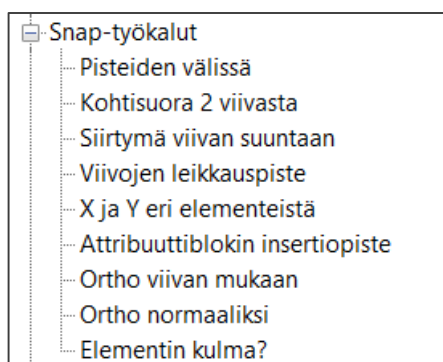 Snap-työkalut
Pisteiden välissä
Kohtisuora 2 viivasta
Siirtymä viivan suuntaan
Viivojen leikkauspiste
X ja Y eri elementeistä
Attribuuttiblokin insertiopiste
Ortho viivan mukaan
Ortho normaaliksi
Elementin kulma?